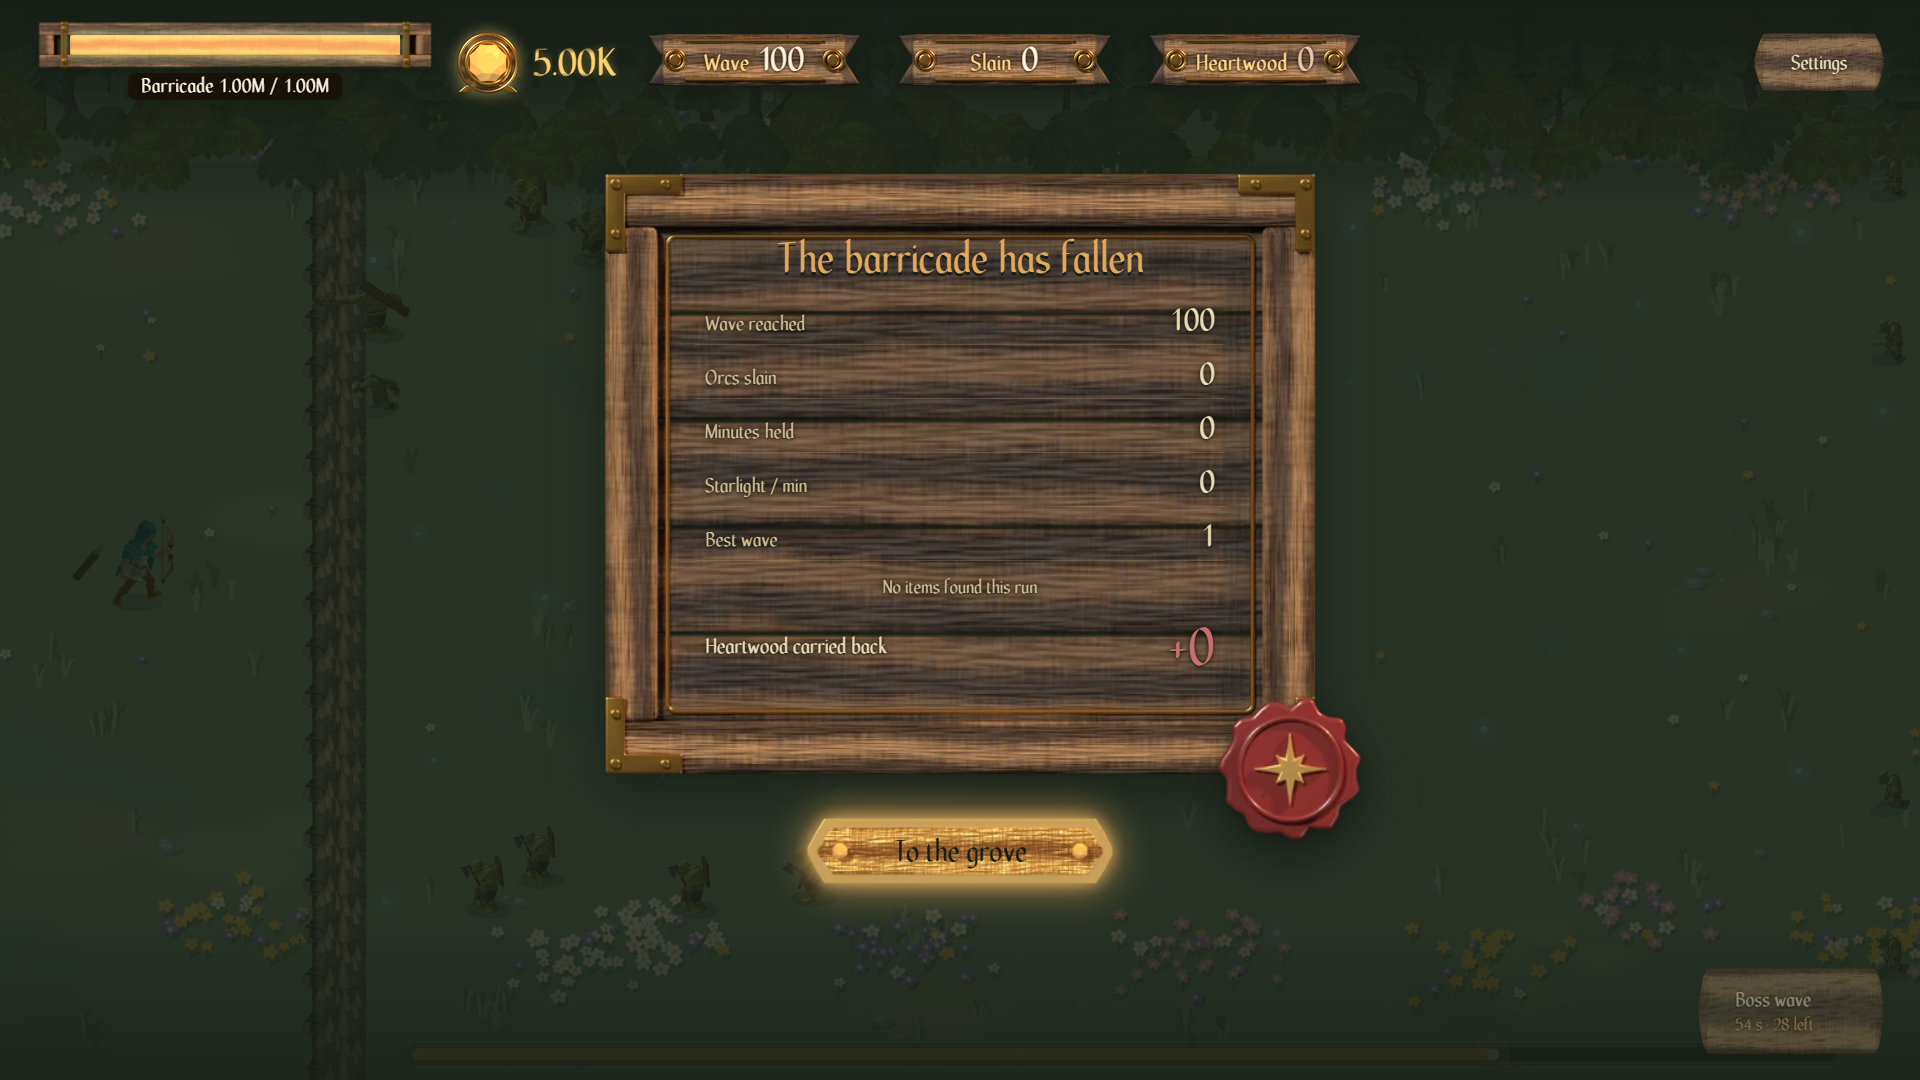 Barricade 1.00M / 1.00M
5.00K
Wave 100
Slain 0
Heartwood 0
Settings
The barricade has fallen
Wave reached 100
Orcs slain 0
Minutes held 0
Starlight / min 0
Best wave 1
No items found this run
Heartwood carried back +0
To the grove
Boss wave
54 s · 28 left